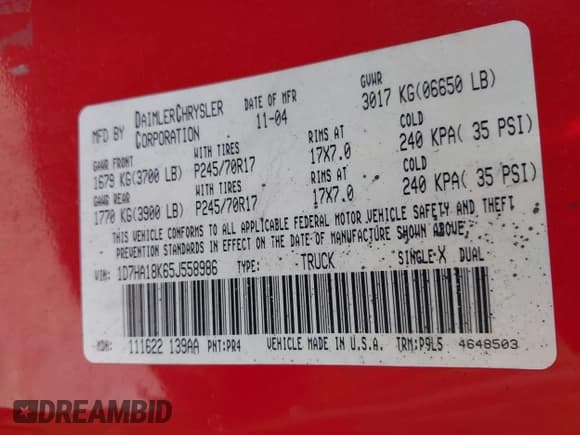 MFD BY DAIMLERCHRYSLER CORPORATION DATE OF MFR 11-04 GVWR 3017 KG(06650 LB)
GAWR FRONT WITH TIRES RIMS AT COLD
1679 KG(3700 LB) P245/70R17 17X7.0 240 KPA( 35 PSI)
GAWR REAR WITH TIRES RIMS AT COLD
1770 KG(3900 LB) P245/70R17 17X7.0 240 KPA( 35 PSI)
THIS VEHICLE CONFORMS TO ALL APPLICABLE FEDERAL MOTOR VEHICLE SAFETY AND THEFT
PREVENTION STANDARDS IN EFFECT ON THE DATE OF MANUFACTURE SHOWN ABOVE.
VIN: 1D7HA18K65J558986 TYPE: TRUCK SINGLE-X DUAL
MDH: 111622 139AA PNT:PR4 VEHICLE MADE IN U.S.A. TRM:P9L5 4648503
DREAMBID